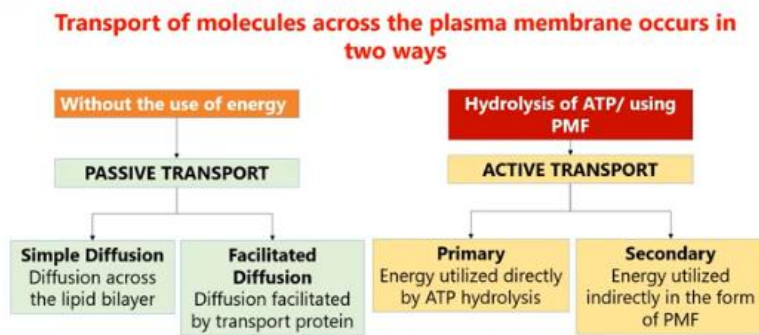 Transport of molecules across the plasma membrane occurs in
two ways
Without the use of energy
Hydrolysis of ATP/ using
PMF
PASSIVE TRANSPORT
ACTIVE TRANSPORT
Simple Diffusion
Diffusion across
the lipid bilayer
Facilitated
Diffusion
Diffusion facilitated
by transport protein
Primary
Energy utilized directly
by ATP hydrolysis
Secondary
Energy utilized
indirectly in the form
of PMF